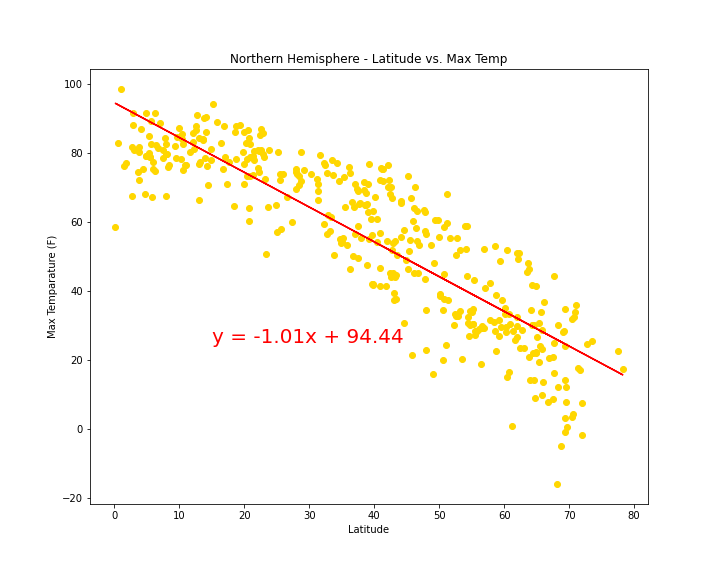 Northern Hemisphere - Latitude vs. Max Temp
100
80
60
40
20
0
−20
Max Temparature (F)
y = -1.01x + 94.44
0 10 20 30 40 50 60 70 80
Latitude